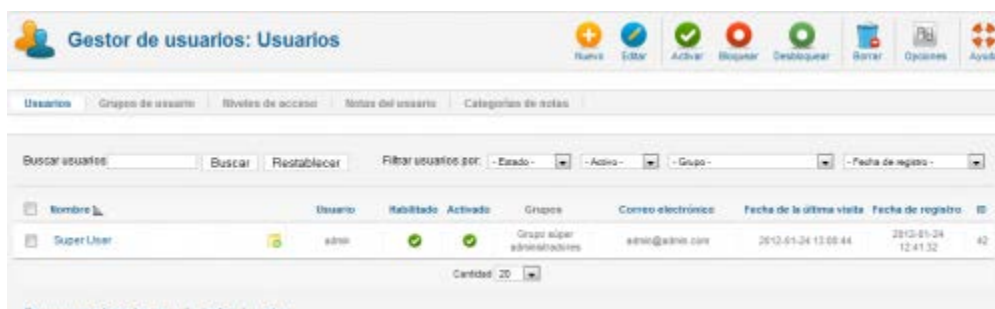 Gestor de usuarios: Usuarios
Nuevo Editar Activar Bloquear Desbloquear Borrar Opciones Ayuda
Usuarios Grupos de usuario Niveles de acceso Notas del usuario Categorías de notas
Buscar usuarios Buscar Restablecer Filtrar usuarios por: - Estado - - Activo - - Grupo - - Fecha de registro -
Nombre Usuario Habilitado Activado Grupos Correo electrónico Fecha de la última visita Fecha de registro ID
Super User admin Grupo súper administradores admin@admin.com 2012-01-24 13:08:44 2012-01-24 12:41:32 42
Cantidad 20